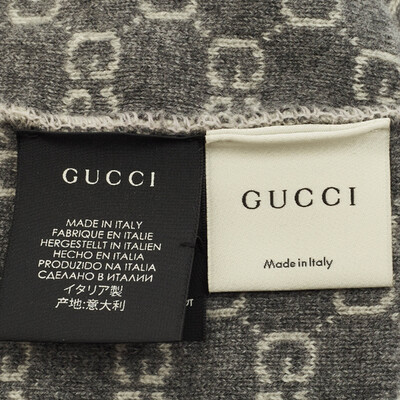 GUCCI
MADE IN ITALY
FABRIQUE EN ITALIE
HERGESTELLT IN ITALIEN
HECHO EN ITALIA
PRODUZIDO NA ITALIA
СДЕЛАНО В ИТАЛИИ
イタリア製
产地:意大利
GUCCI
Made in Italy